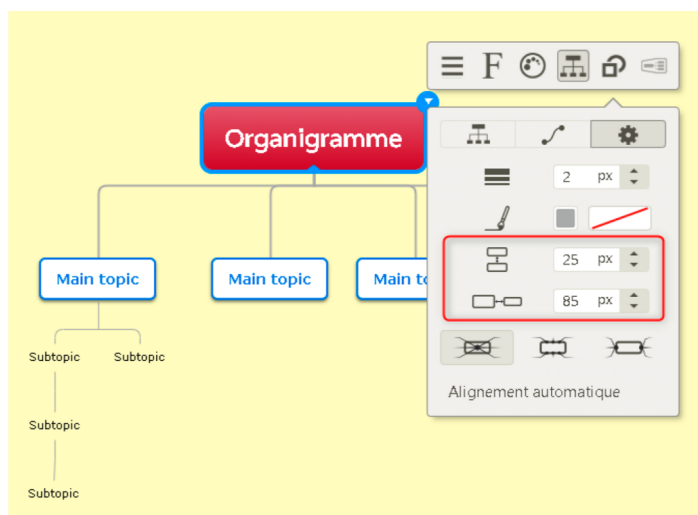 F
Organigramme
2 px
Main topic
Main topic
Main to
25 px
85 px
Subtopic
Subtopic
Alignement automatique
Subtopic
Subtopic